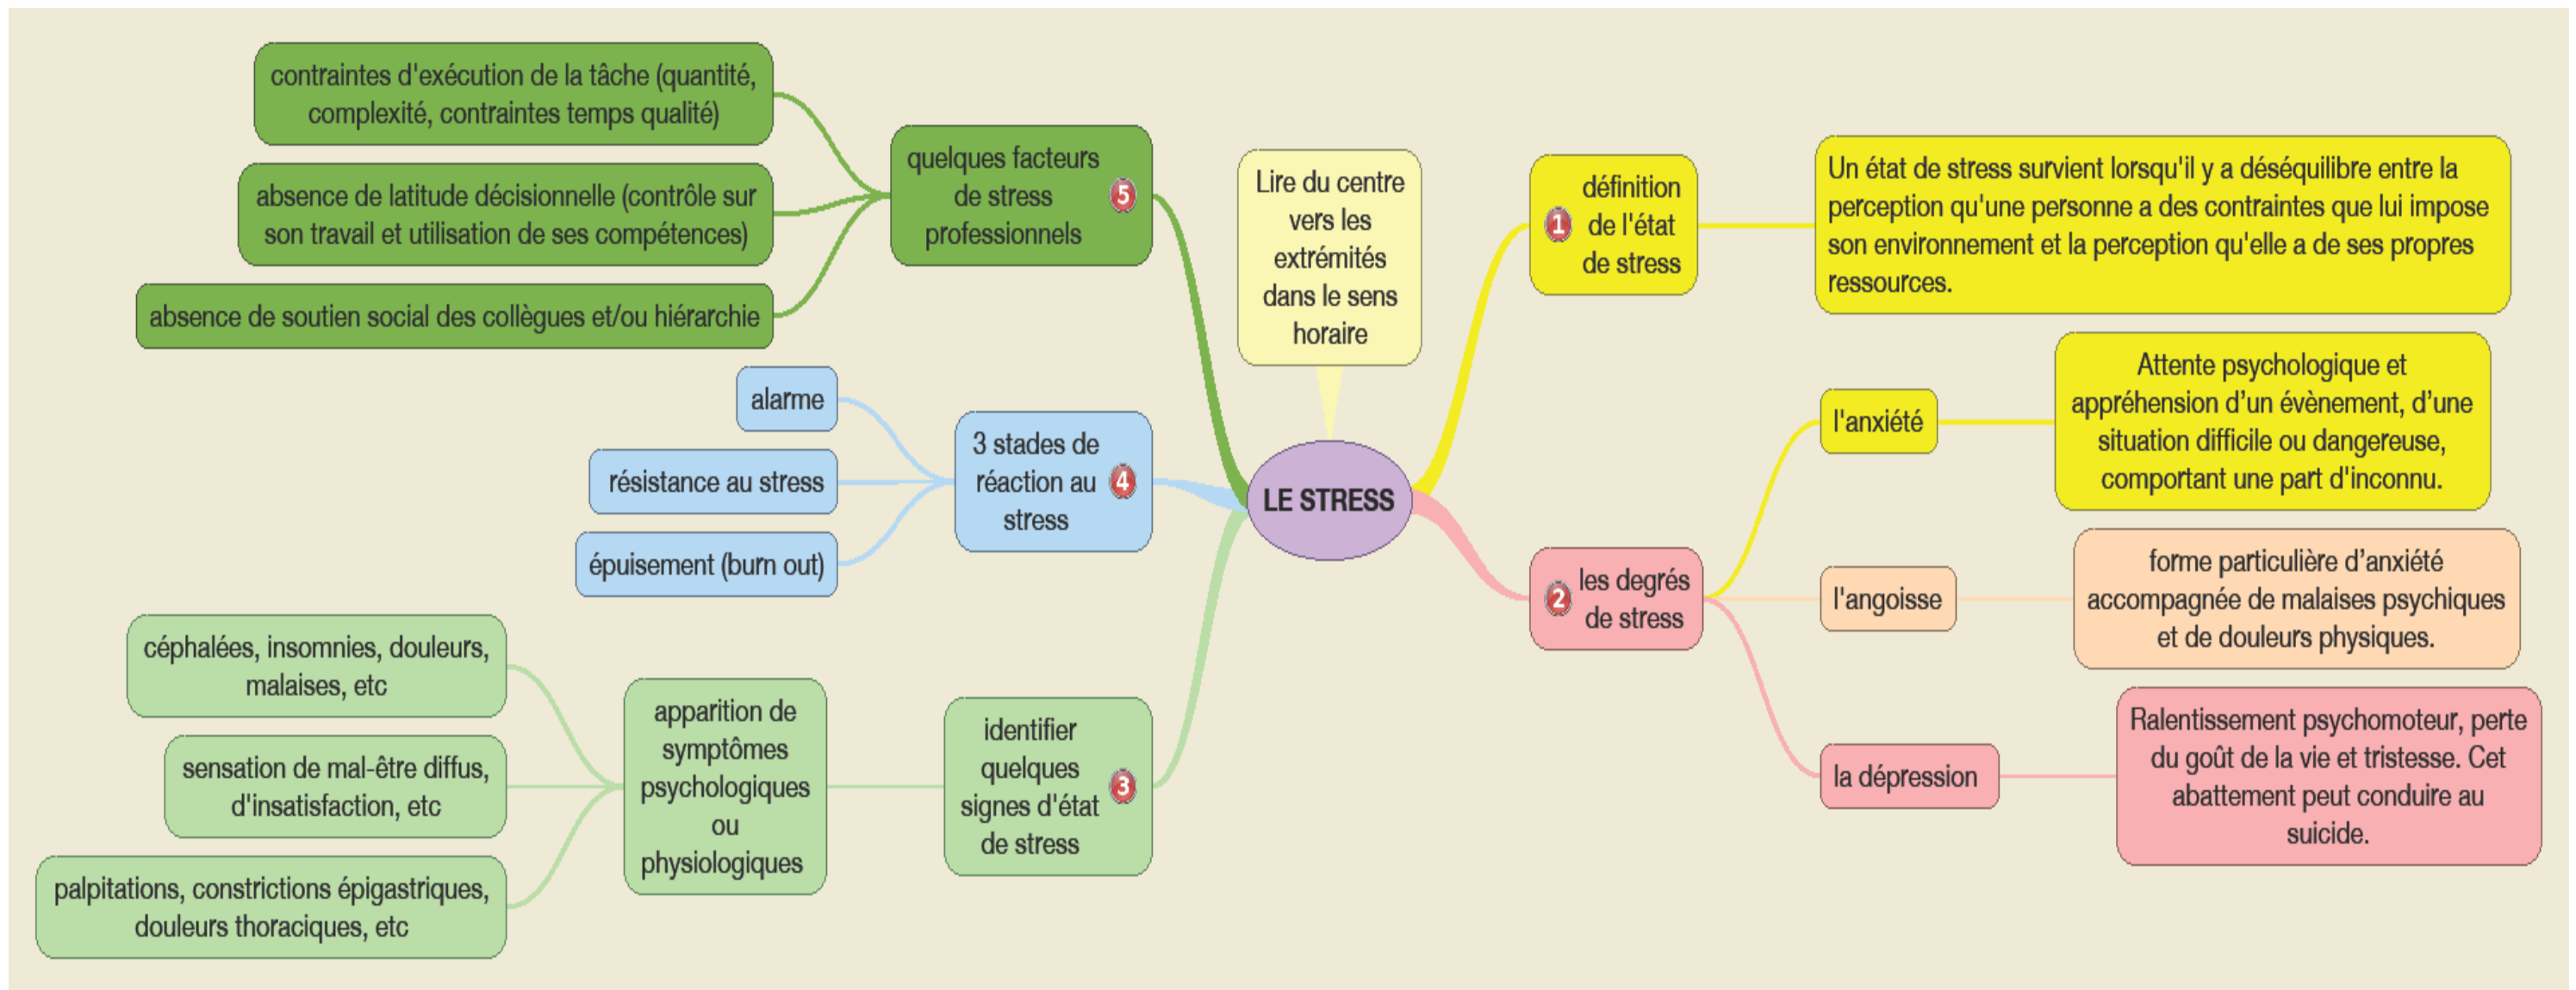 LE STRESS
Lire du centre
vers les
extrémités
dans le sens
horaire
1
définition
de l'état
de stress
Un état de stress survient lorsqu'il y a déséquilibre entre la
perception qu'une personne a des contraintes que lui impose
son environnement et la perception qu'elle a de ses propres
ressources.
2
les degrés
de stress
l'anxiété
Attente psychologique et
appréhension d’un évènement, d’une
situation difficile ou dangereuse,
comportant une part d'inconnu.
l'angoisse
forme particulière d’anxiété
accompagnée de malaises psychiques
et de douleurs physiques.
la dépression
Ralentissement psychomoteur, perte
du goût de la vie et tristesse. Cet
abattement peut conduire au
suicide.
identifier
quelques
signes d'état
de stress
3
apparition de
symptômes
psychologiques
ou
physiologiques
céphalées, insomnies, douleurs,
malaises, etc
sensation de mal-être diffus,
d'insatisfaction, etc
palpitations, constrictions épigastriques,
douleurs thoraciques, etc
3 stades de
réaction au
stress
4
alarme
résistance au stress
épuisement (burn out)
quelques facteurs
de stress
professionnels
5
contraintes d'exécution de la tâche (quantité,
complexité, contraintes temps qualité)
absence de latitude décisionnelle (contrôle sur
son travail et utilisation de ses compétences)
absence de soutien social des collègues et/ou hiérarchie